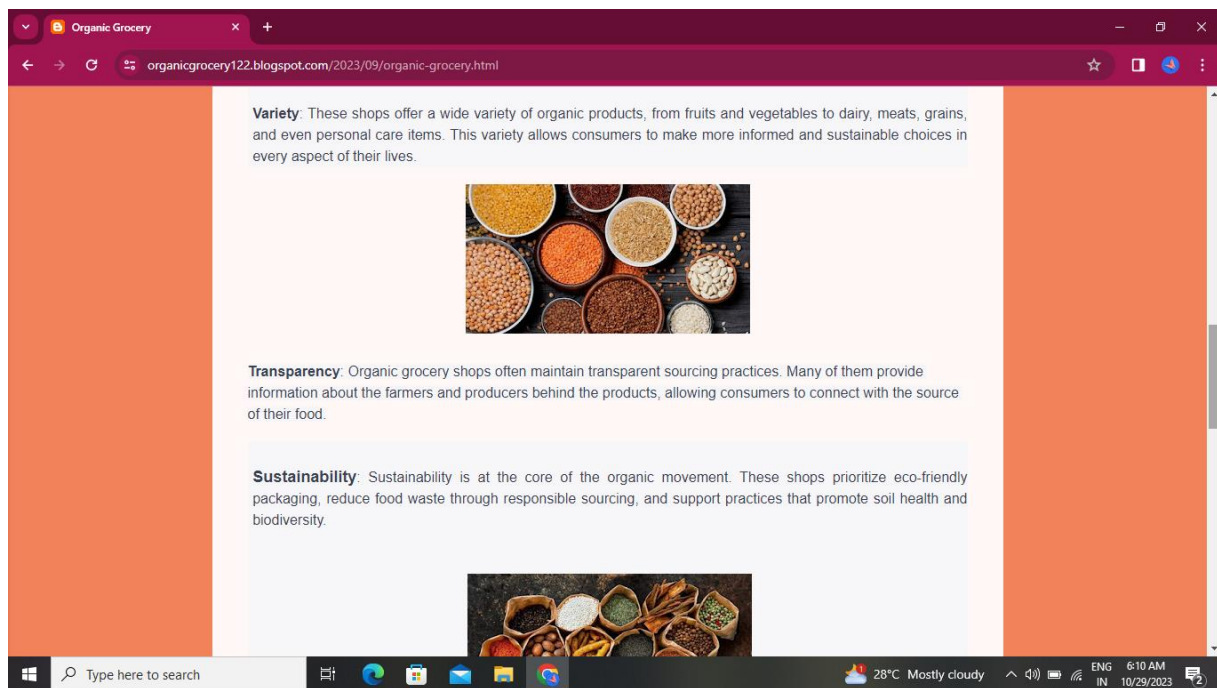 Organic Grocery
organicgrocery122.blogspot.com/2023/09/organic-grocery.html
Variety: These shops offer a wide variety of organic products, from fruits and vegetables to dairy, meats, grains,
and even personal care items. This variety allows consumers to make more informed and sustainable choices in
every aspect of their lives.
Transparency: Organic grocery shops often maintain transparent sourcing practices. Many of them provide
information about the farmers and producers behind the products, allowing consumers to connect with the source
of their food.
Sustainability: Sustainability is at the core of the organic movement. These shops prioritize eco-friendly
packaging, reduce food waste through responsible sourcing, and support practices that promote soil health and
biodiversity.
Type here to search
1
28°C Mostly cloudy
ENG
IN
6:10 AM
10/29/2023
2